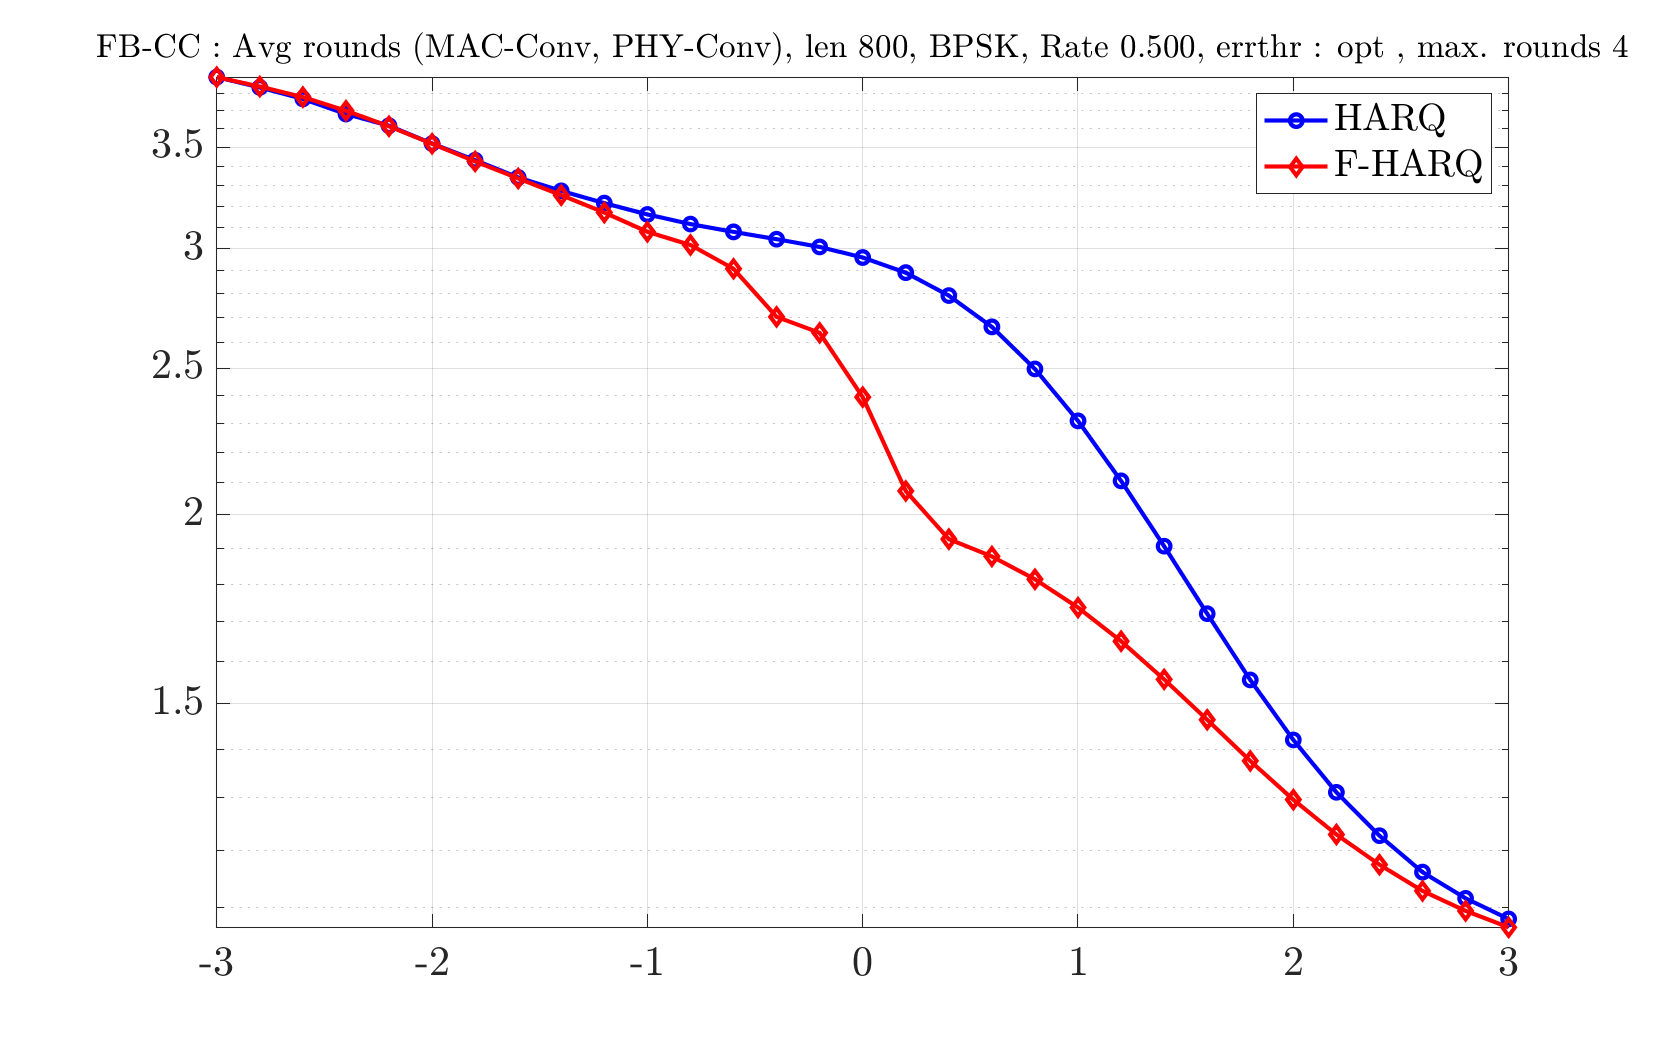 FB-CC : Avg rounds (MAC-Conv, PHY-Conv), len 800, BPSK, Rate 0.500, errthr : opt , max. rounds 4
HARQ
F-HARQ
3.5
3
2.5
2
1.5
-3 -2 -1 0 1 2 3